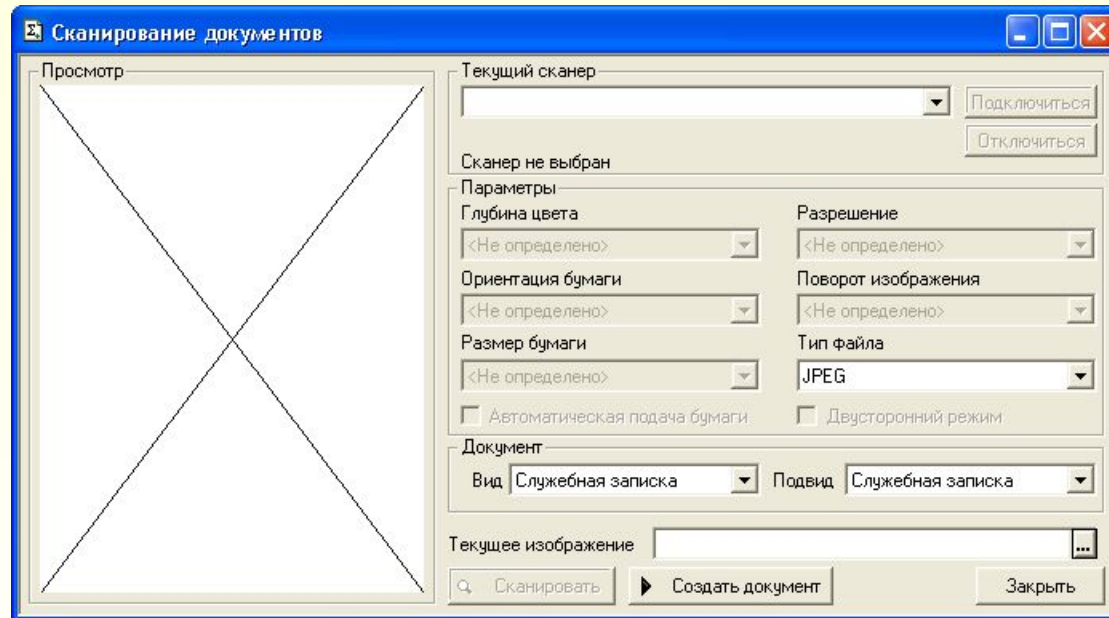 Сканирование документов
Просмотр
Текущий сканер
Подключиться
Отключиться
Сканер не выбран
Параметры
Глубина цвета Разрешение
<Не определено> <Не определено>
Ориентация бумаги Поворот изображения
<Не определено> <Не определено>
Размер бумаги Тип файла
<Не определено> JPEG
Автоматическая подача бумаги Двусторонний режим
Документ
Вид Служебная записка Подвид Служебная записка
Текущее изображение ...
Сканировать Создать документ Закрыть